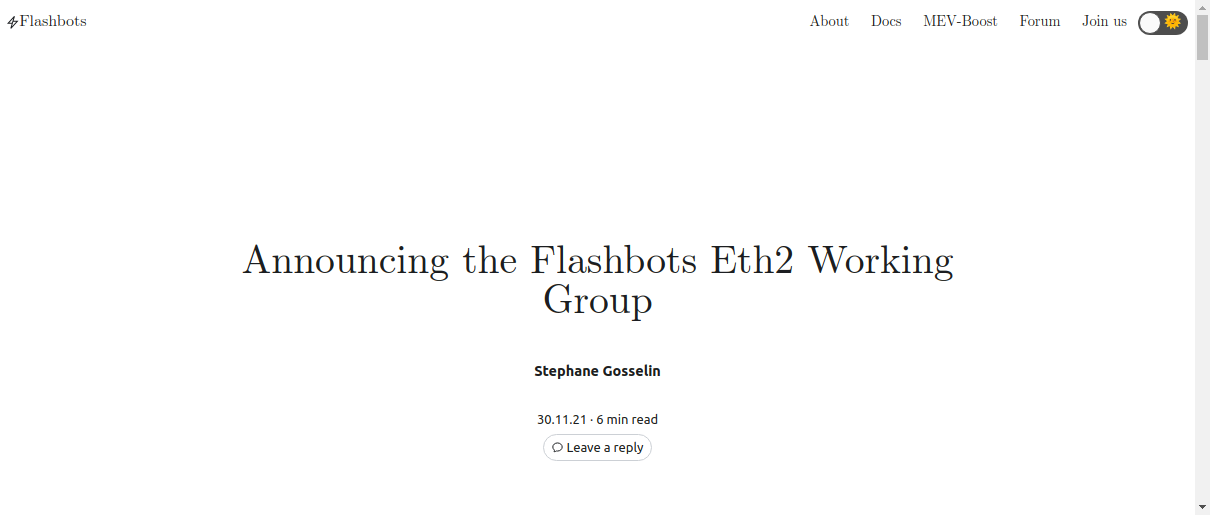 Flashbots
About Docs MEV-Boost Forum Join us
Announcing the Flashbots Eth2 Working
Group
Stephane Gosselin
30.11.21 · 6 min read
Leave a reply